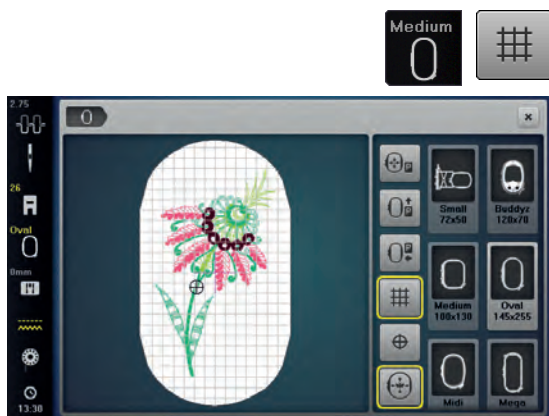 Medium
2.75
26
Oval
0mm
13:30
Small
72x50
Buddyz
120x70
Medium
100x130
Oval
145x255
Midi
Mega